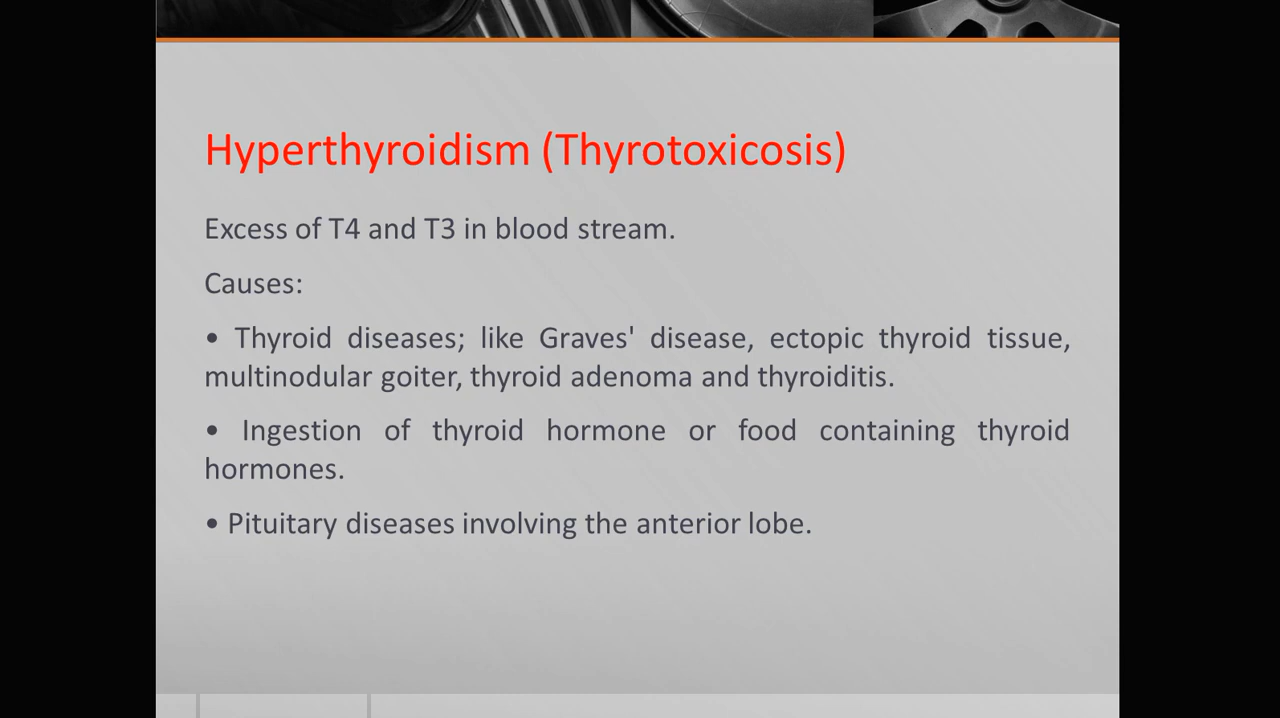 Hyperthyroidism (Thyrotoxicosis)
Excess of T4 and T3 in blood stream.
Causes:
• Thyroid diseases; like Graves' disease, ectopic thyroid tissue,
multinodular goiter, thyroid adenoma and thyroiditis.
• Ingestion of thyroid hormone or food containing thyroid
hormones.
• Pituitary diseases involving the anterior lobe.